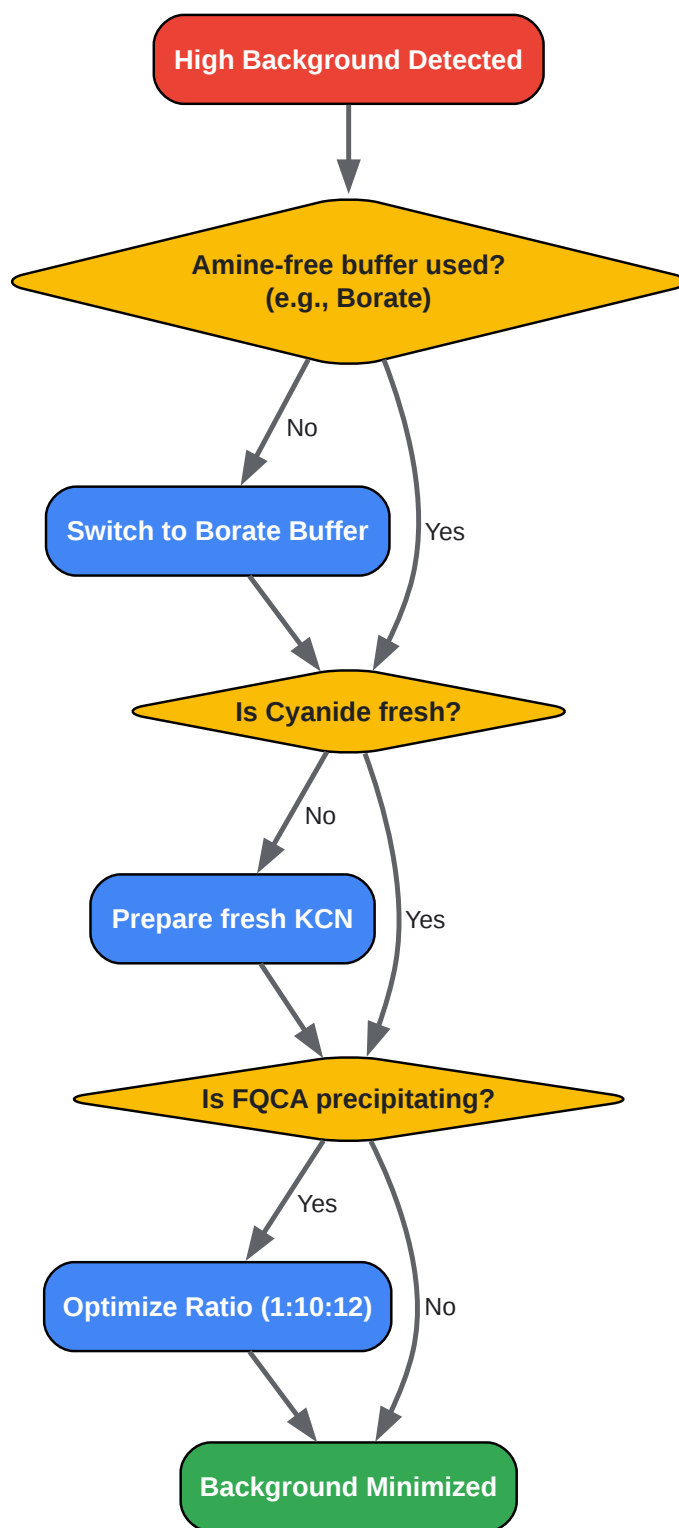 High Background Detected
Amine-free buffer used?
(e.g., Borate)
No
Switch to Borate Buffer
Yes
Is Cyanide fresh?
No
Prepare fresh KCN
Yes
Is FQCA precipitating?
Yes
Optimize Ratio (1:10:12)
No
Background Minimized